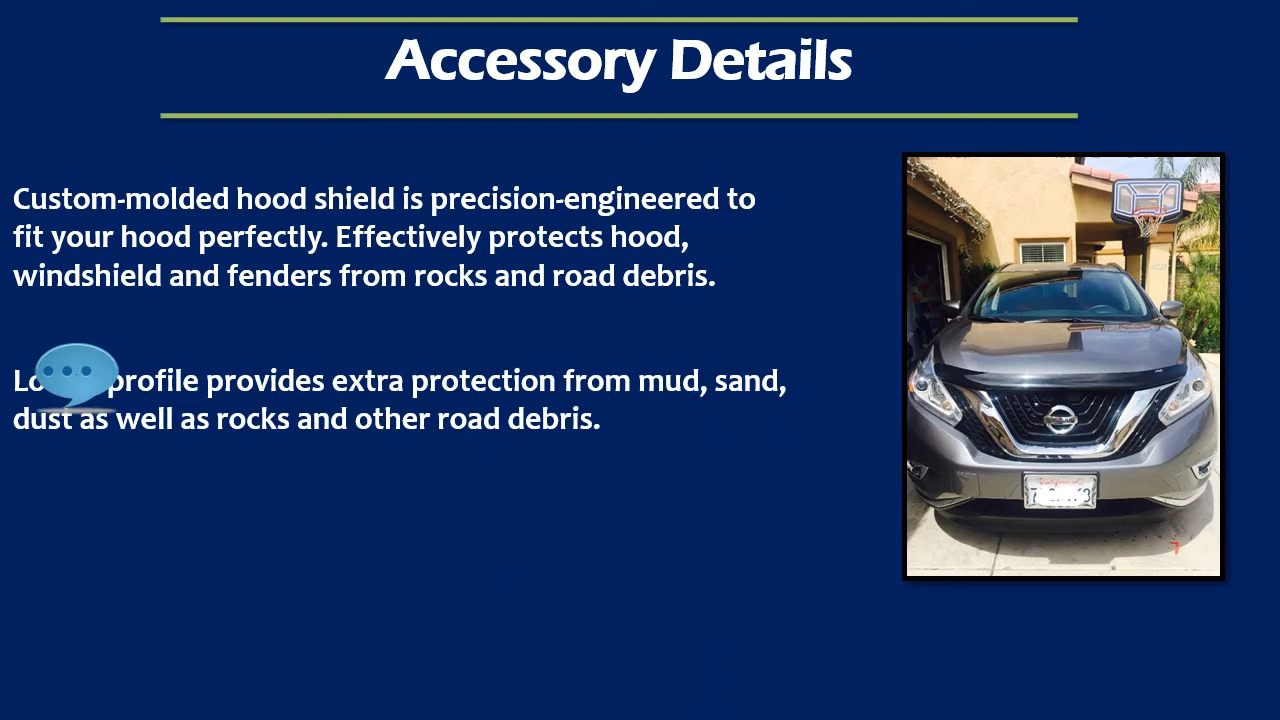 Accessory Details
Custom-molded hood shield is precision-engineered to
fit your hood perfectly. Effectively protects hood,
windshield and fenders from rocks and road debris.
profile provides extra protection from mud, sand,
dust as well as rocks and other road debris.
California